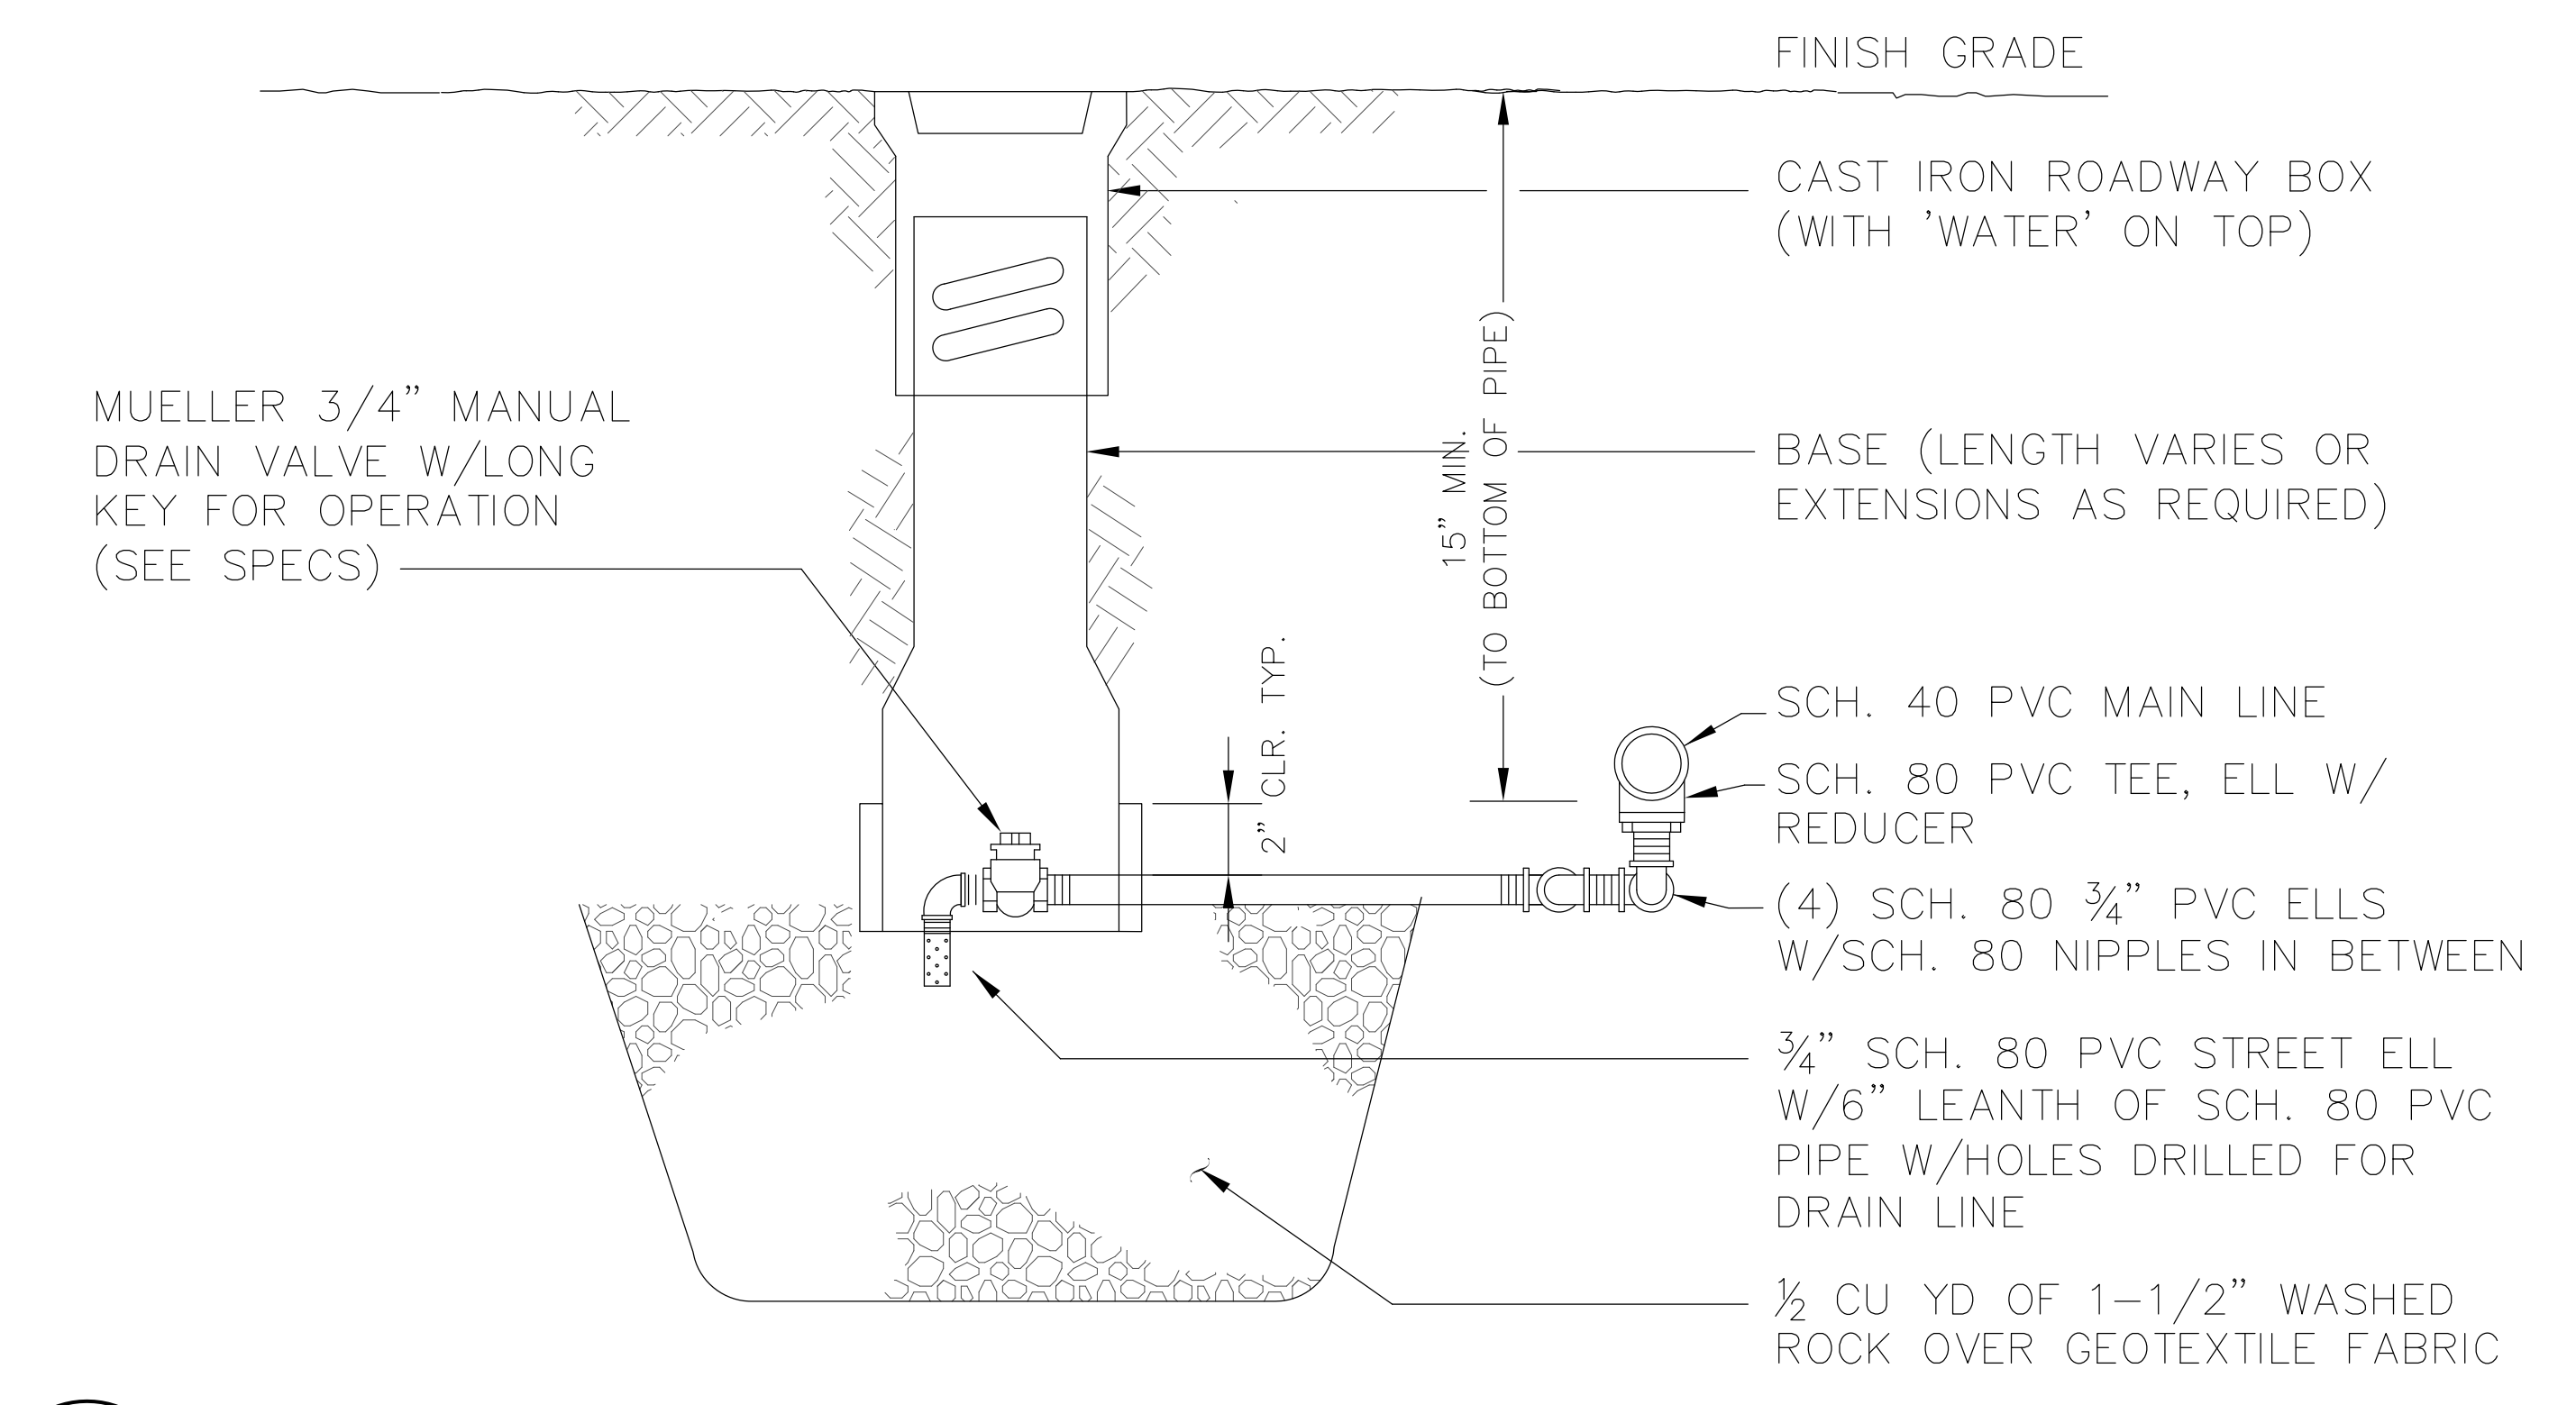 FINISH GRADE
CAST IRON ROADWAY BOX
(WITH 'WATER' ON TOP)
MUELLER 3/4” MANUAL
DRAIN VALVE W/LONG
KEY FOR OPERATION
(SEE SPECS)
15” MIN.
(TO BOTTOM OF PIPE)
BASE (LENGTH VARIES OR
EXTENSIONS AS REQUIRED)
2” CLR. TYP.
SCH. 40 PVC MAIN LINE
SCH. 80 PVC TEE, ELL W/
REDUCER
(4) SCH. 80 ¾” PVC ELLS
W/SCH. 80 NIPPLES IN BETWEEN
¾” SCH. 80 PVC STREET ELL
W/6” LEANTH OF SCH. 80 PVC
PIPE W/HOLES DRILLED FOR
DRAIN LINE
½ CU YD OF 1-1/2” WASHED
ROCK OVER GEOTEXTILE FABRIC